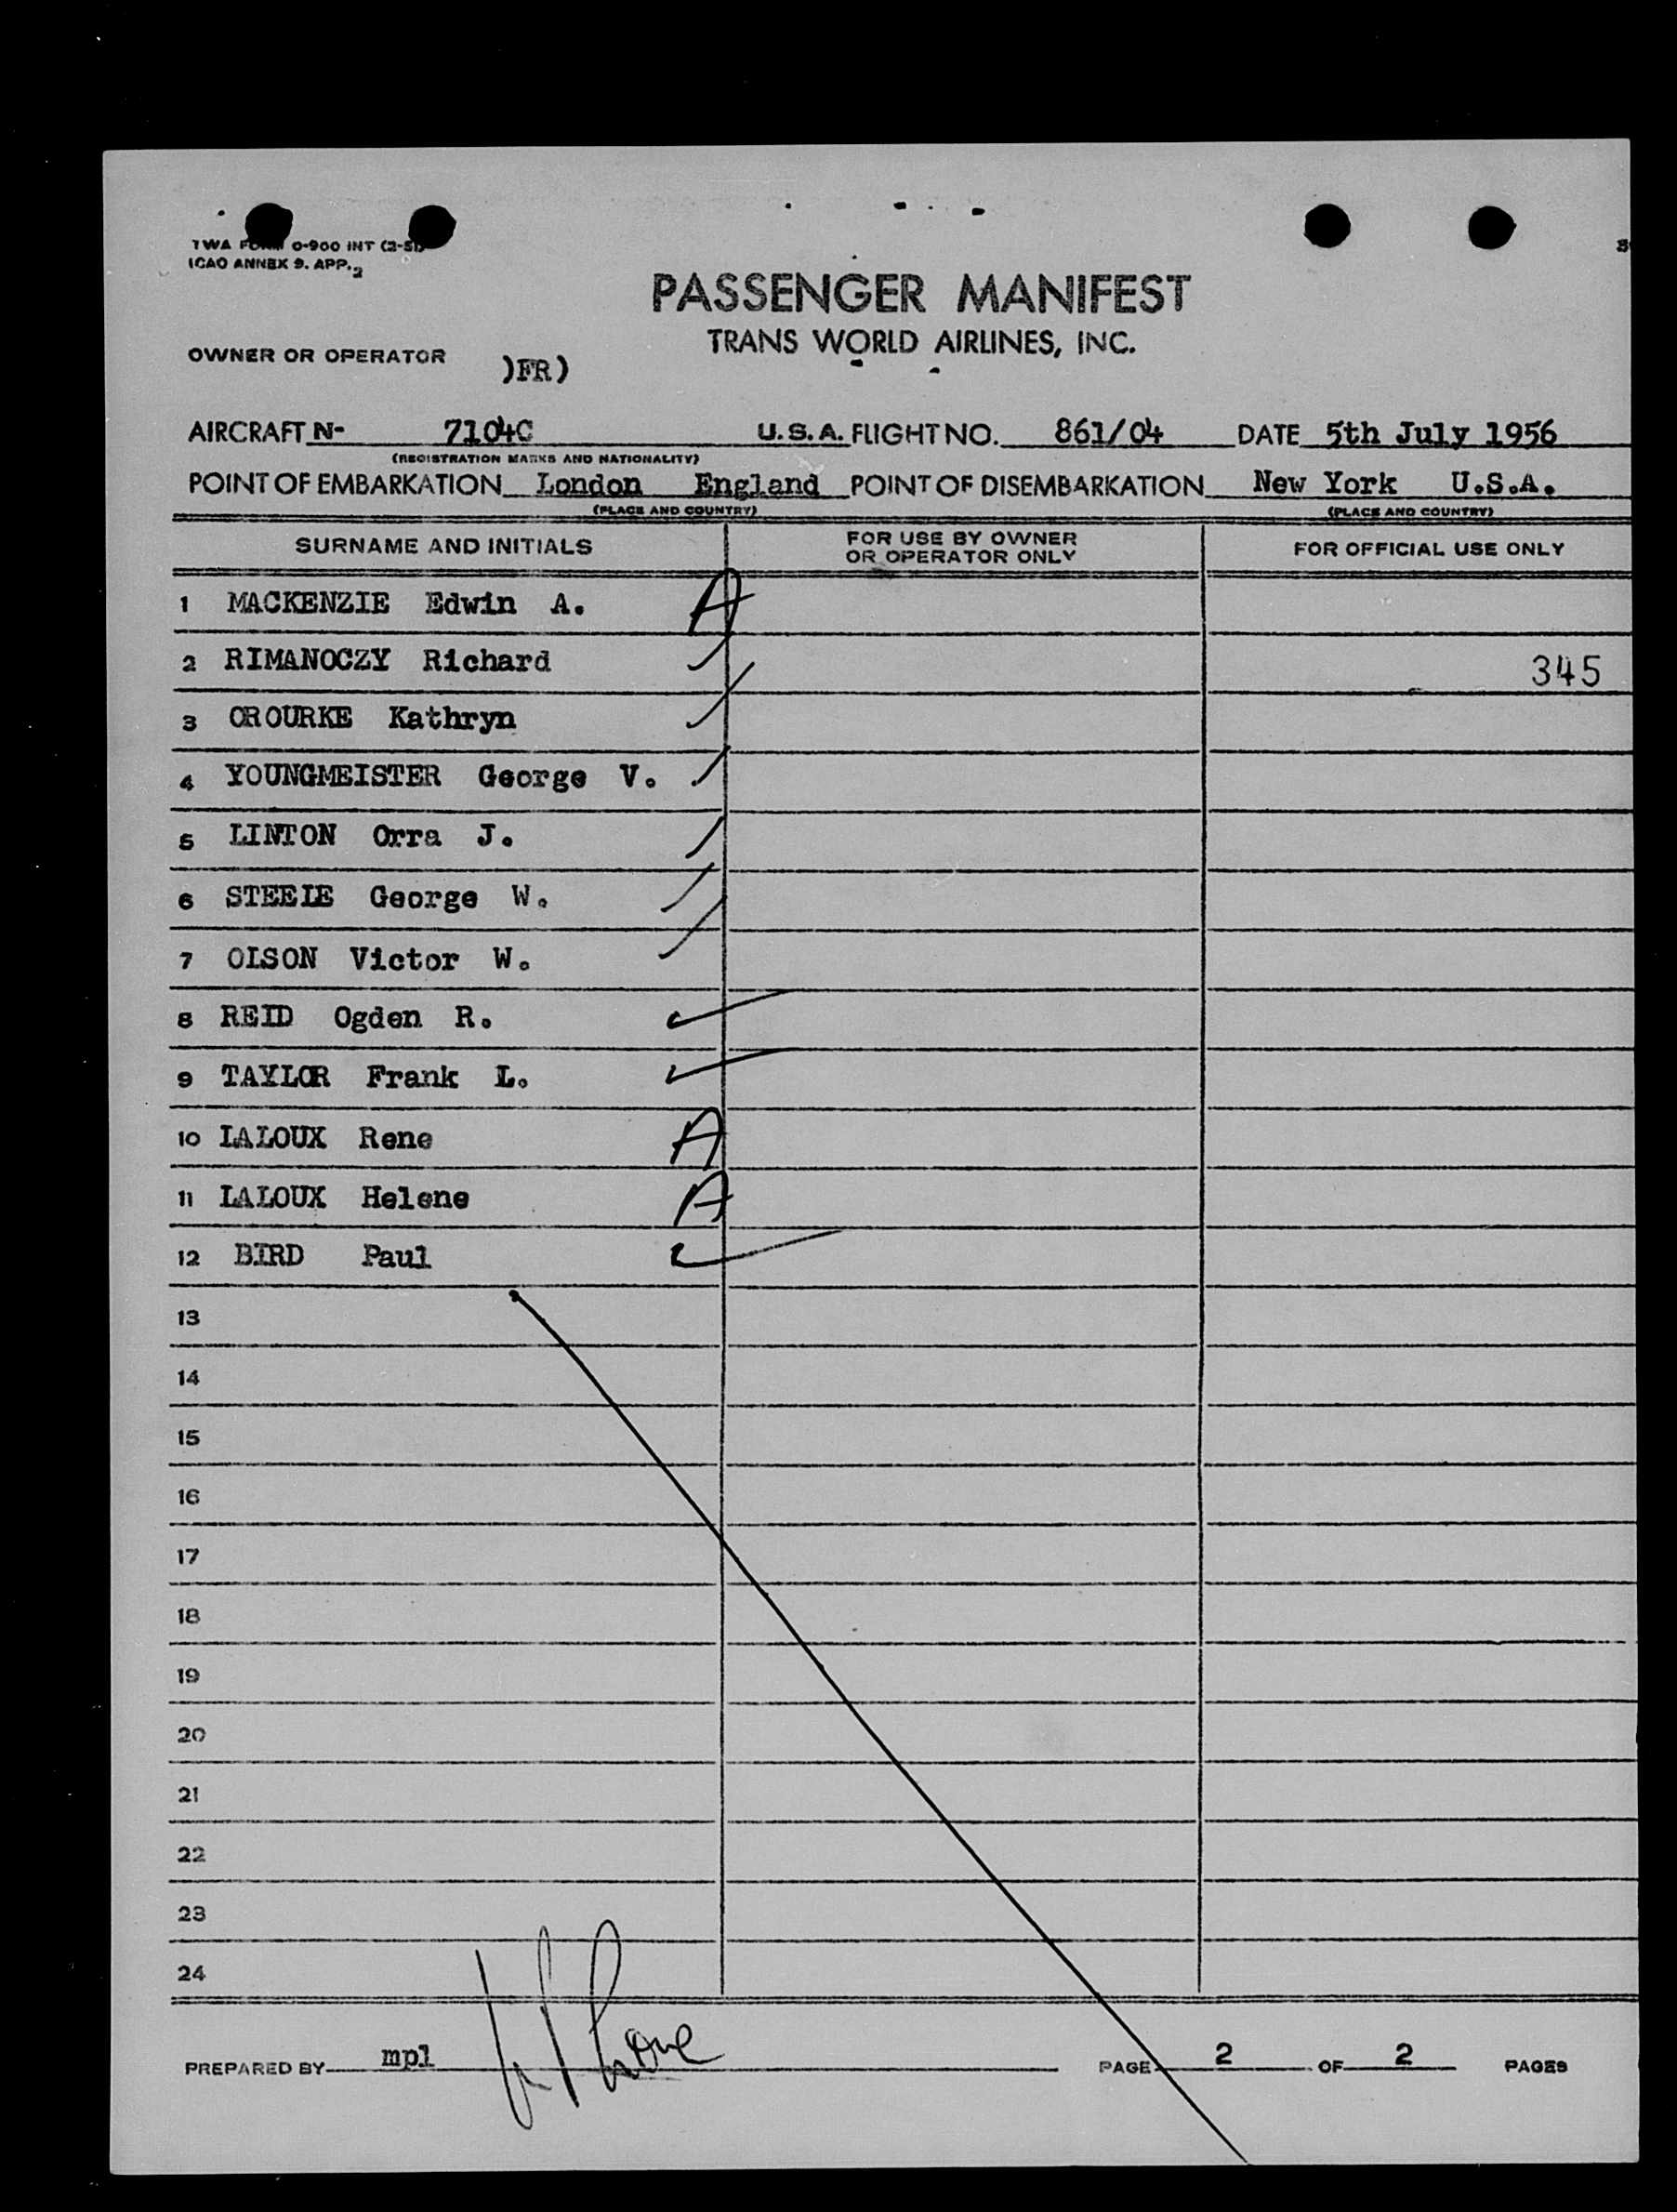 TWA FORM 0-900 INT (2-51)
ICAO ANNEX 9. APP. 2
PASSENGER MANIFEST
TRANS WORLD AIRLINES, INC.
OWNER OR OPERATOR )FR)
AIRCRAFT N- 7104C U.S.A. FLIGHT NO. 861/04 DATE 5th July 1956
(REGISTRATION MARKS AND NATIONALITY)
POINT OF EMBARKATION London England POINT OF DISEMBARKATION New York U.S.A.
(PLACE AND COUNTRY) (PLACE AND COUNTRY)
SURNAME AND INITIALS FOR USE BY OWNER OR OPERATOR ONLY FOR OFFICIAL USE ONLY
1 MACKENZIE Edwin A. A
2 RIMANOCZY Richard 345
3 OROURKE Kathryn
4 YOUNGMEISTER George V.
5 LINTON Orra J.
6 STEELE George W.
7 OLSON Victor W.
8 REID Ogden R.
9 TAYLOR Frank L.
10 LALOUX Rene A
11 LALOUX Helene A
12 BIRD Paul
13
14
15
16
17
18
19
20
21
22
23
24
PREPARED BY mpl PAGE 2 OF 2 PAGES